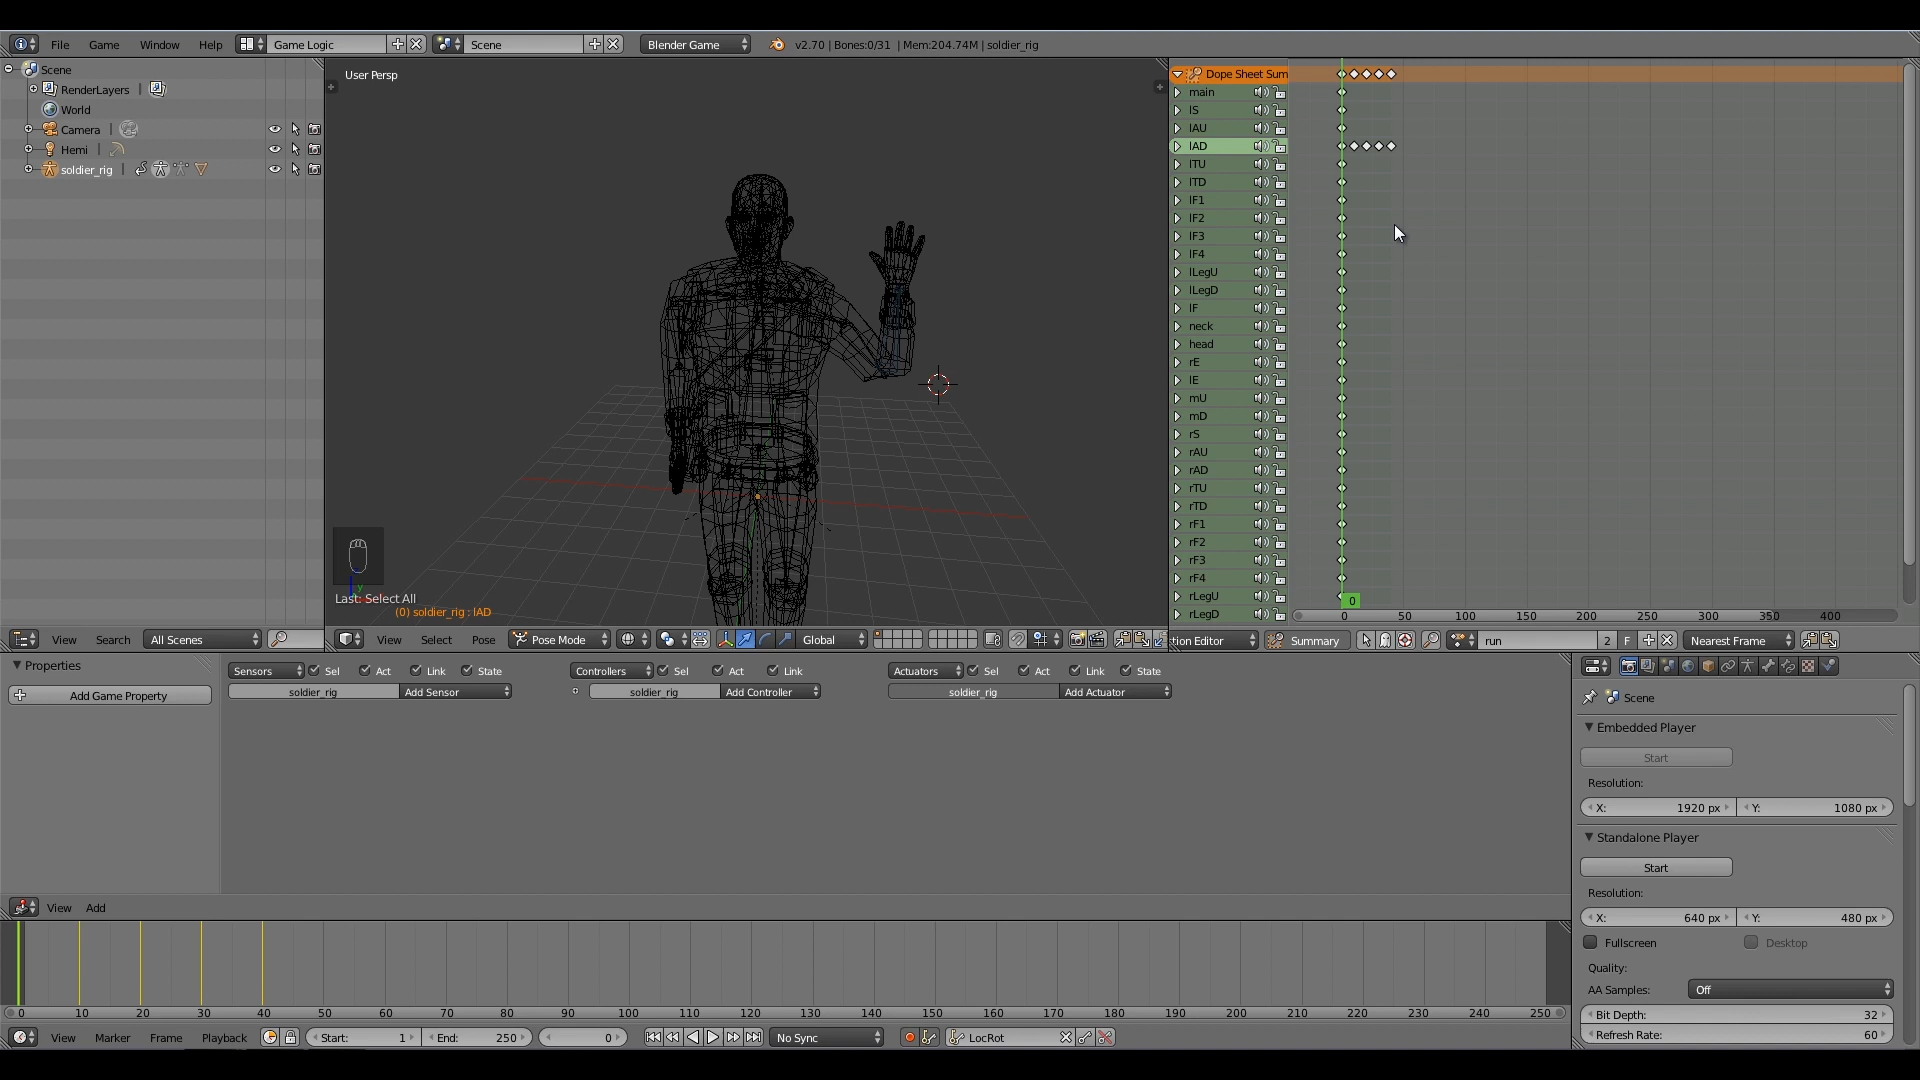 File Game Window Help Game Logic Scene Blender Game v2.70 | Bones:0/31 | Mem:204.74M | soldier_rig
Scene
RenderLayers
World
Camera
Hemi
soldier_rig
User Persp
Last: Select All
(0) soldier_rig : lAD
View Search All Scenes
View Select Pose Pose Mode Global
Dope Sheet Sum
main
lS
lAU
lAD
lTU
lTD
lF1
lF2
lF3
lF4
lLegU
lLegD
lF
neck
head
rE
lE
mU
mD
rS
rAU
rAD
rTU
rTD
rF1
rF2
rF3
rF4
rLegU
rLegD
0
0 50 100 150 200 250 300 350 400
tion Editor Summary run 2 F Nearest Frame
Properties
Add Game Property
Sensors Sel Act Link State
soldier_rig Add Sensor
Controllers Sel Act Link
soldier_rig Add Controller
Actuators Sel Act Link State
soldier_rig Add Actuator
View Add
Scene
Embedded Player
Start
Resolution:
X: 1920 px Y: 1080 px
Standalone Player
Start
Resolution:
X: 640 px Y: 480 px
Fullscreen Desktop
Quality:
AA Samples: Off
Bit Depth: 32
Refresh Rate: 60
0 10 20 30 40 50 60 70 80 90 100 110 120 130 140 150 160 170 180 190 200 210 220 230 240 250
View Marker Frame Playback Start: 1 End: 250 0 No Sync LocRot